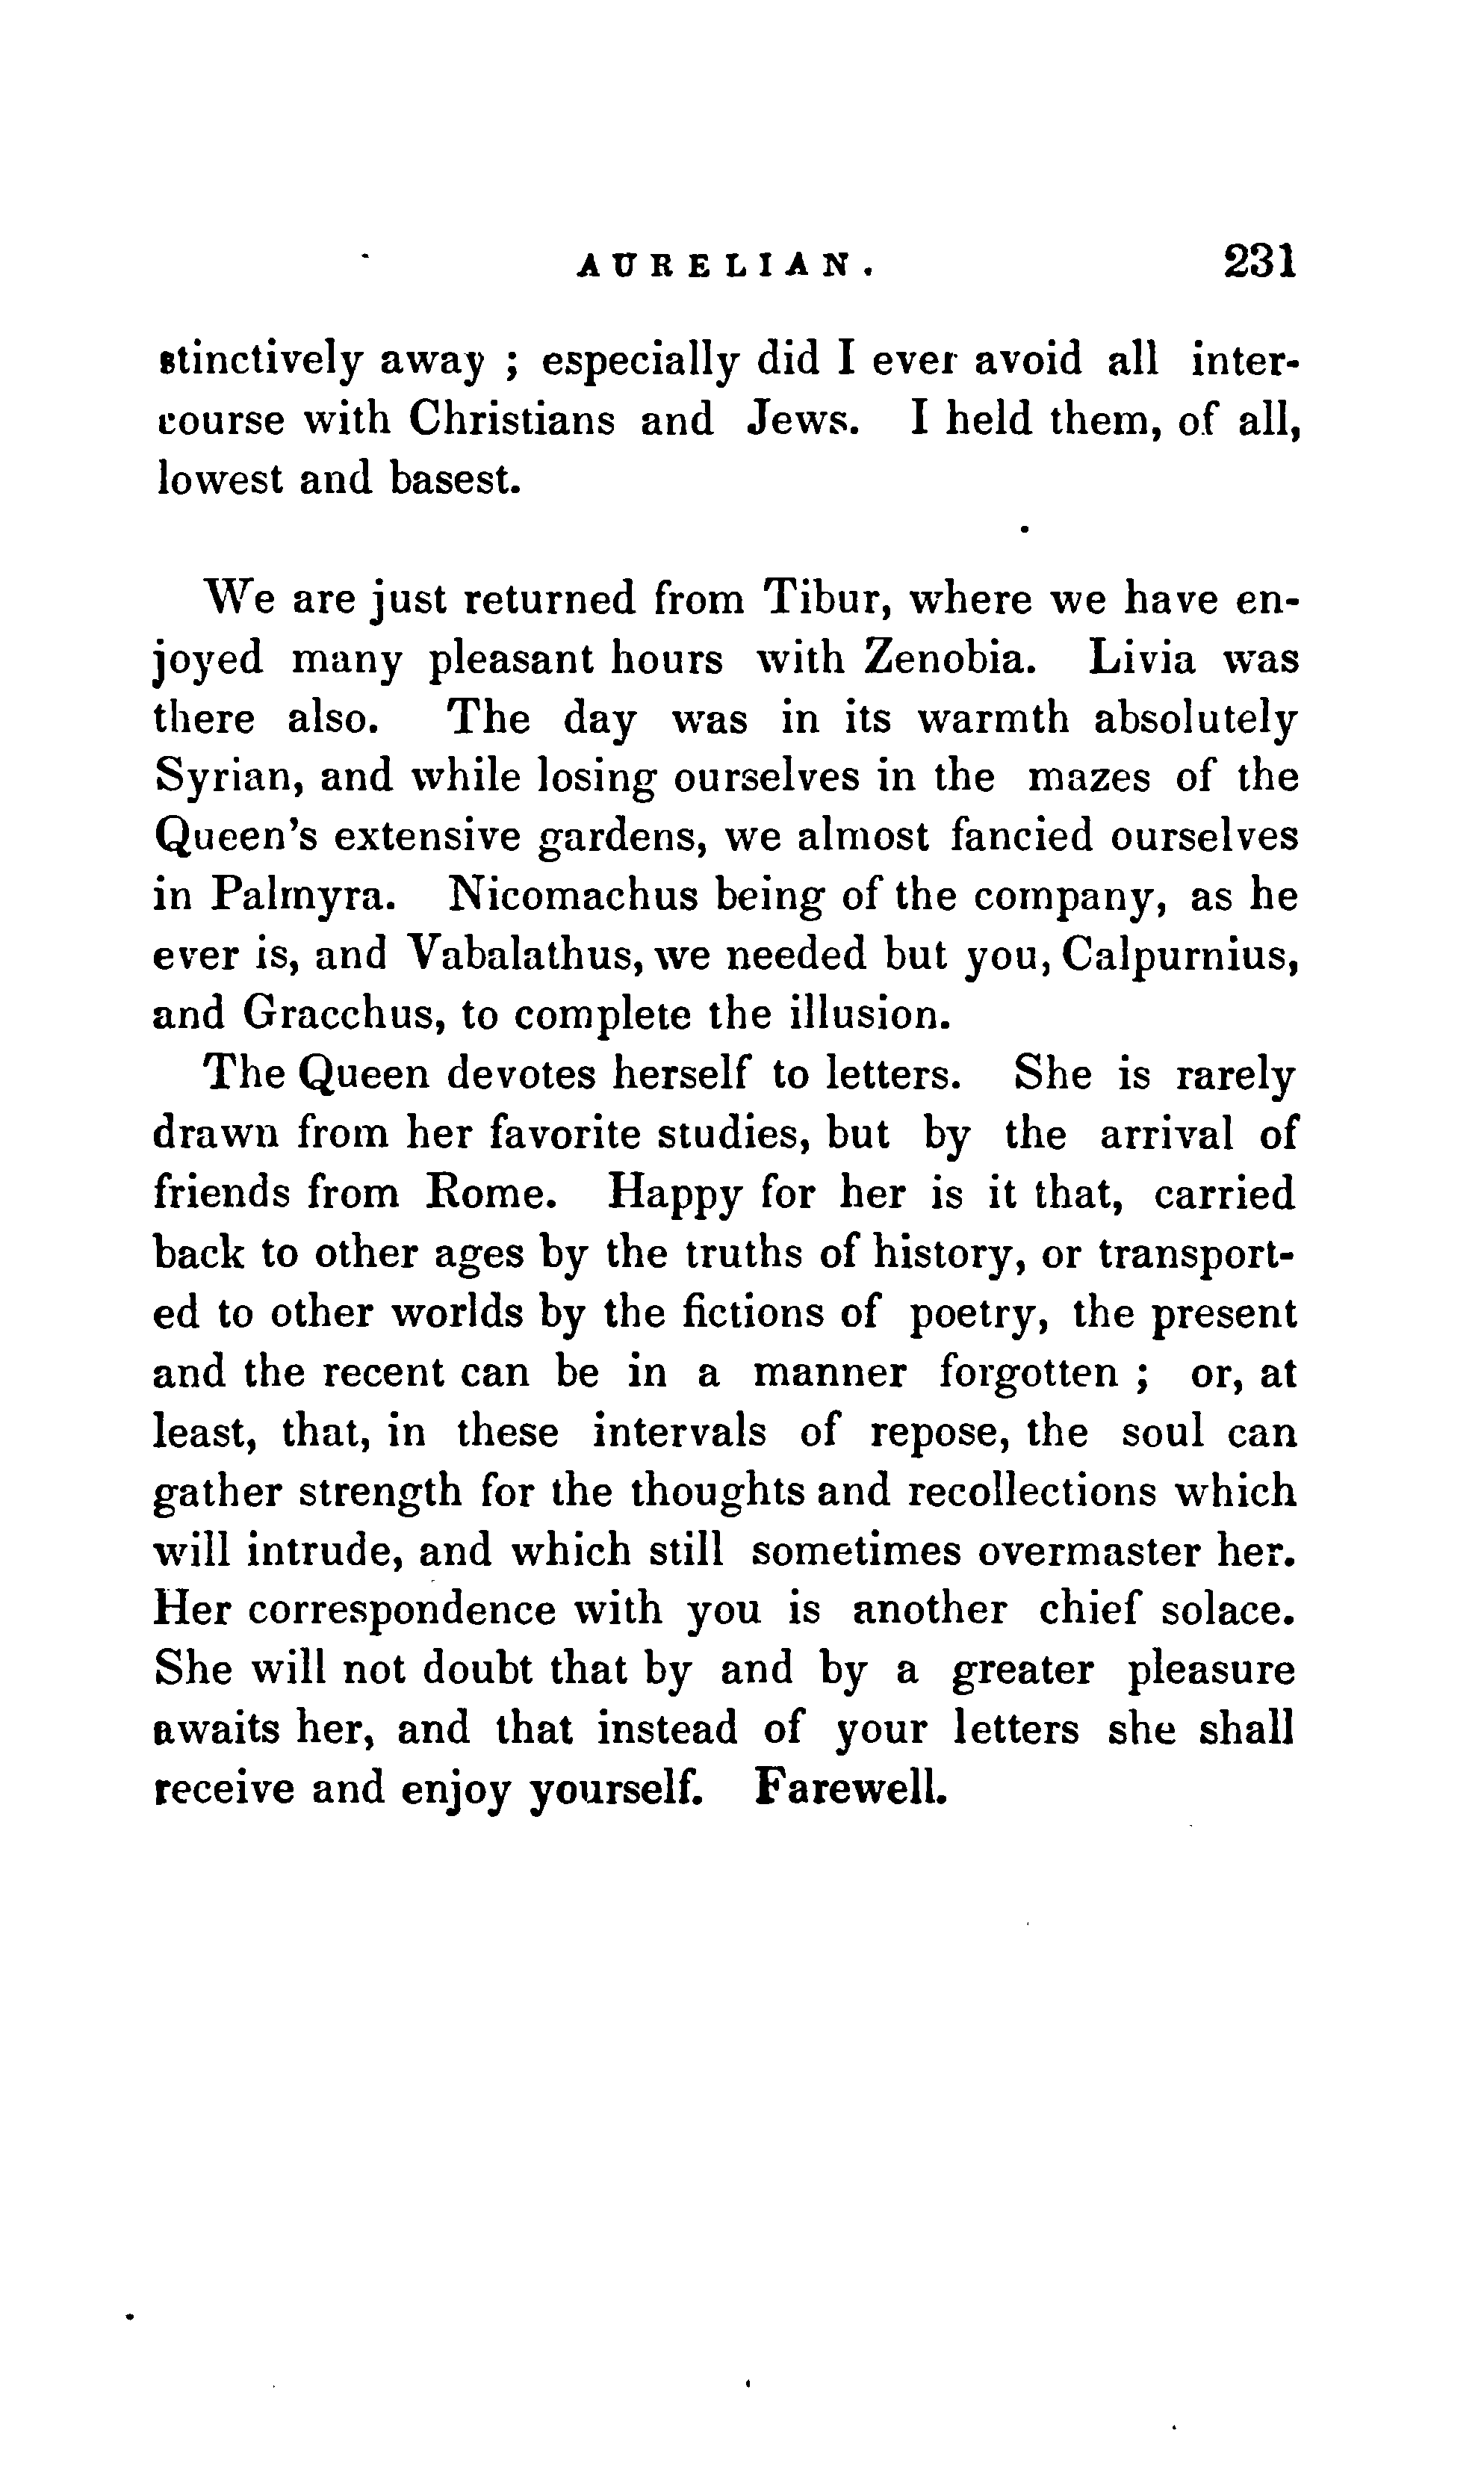 AURELIAN. 231
stinctively away ; especially did I ever avoid all inter-
course with Christians and Jews. I held them, of all,
lowest and basest.
We are just returned from Tibur, where we have en-
joyed many pleasant hours with Zenobia. Livia was
there also. The day was in its warmth absolutely
Syrian, and while losing ourselves in the mazes of the
Queen's extensive gardens, we almost fancied ourselves
in Palmyra. Nicomachus being of the company, as he
ever is, and Vabalathus, we needed but you, Calpurnius,
and Gracchus, to complete the illusion.
The Queen devotes herself to letters. She is rarely
drawn from her favorite studies, but by the arrival of
friends from Rome. Happy for her is it that, carried
back to other ages by the truths of history, or transport-
ed to other worlds by the fictions of poetry, the present
and the recent can be in a manner forgotten ; or, at
least, that, in these intervals of repose, the soul can
gather strength for the thoughts and recollections which
will intrude, and which still sometimes overmaster her.
Her correspondence with you is another chief solace.
She will not doubt that by and by a greater pleasure
awaits her, and that instead of your letters she shall
receive and enjoy yourself. Farewell.